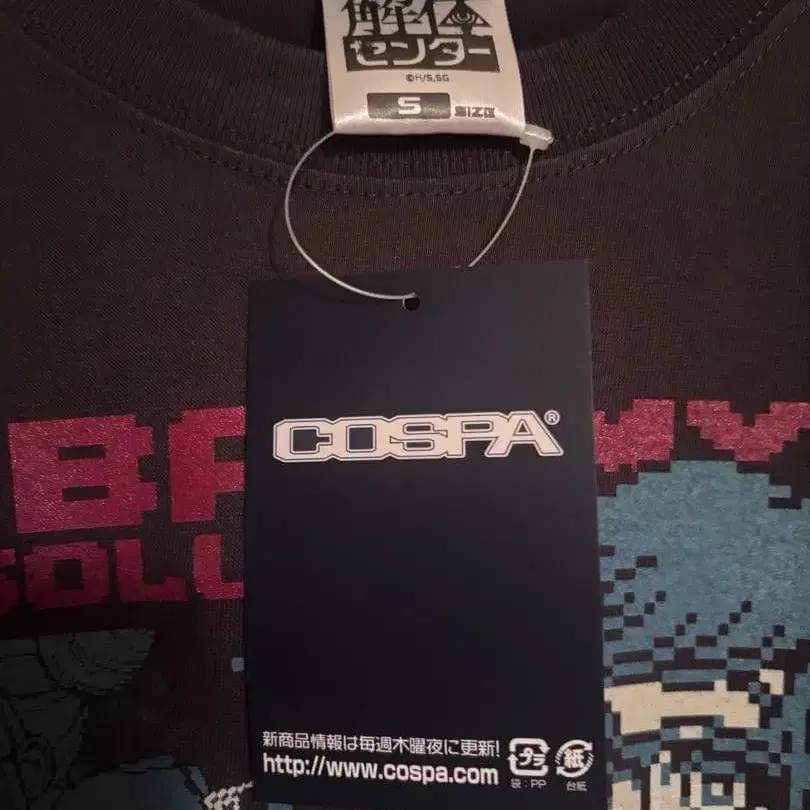 解体
センター
©H/S,SG
S SIZE
COSPA®
新商品情報は毎週木曜夜に更新!
http://www.cospa.com
プラ 紙
袋:PP 台紙